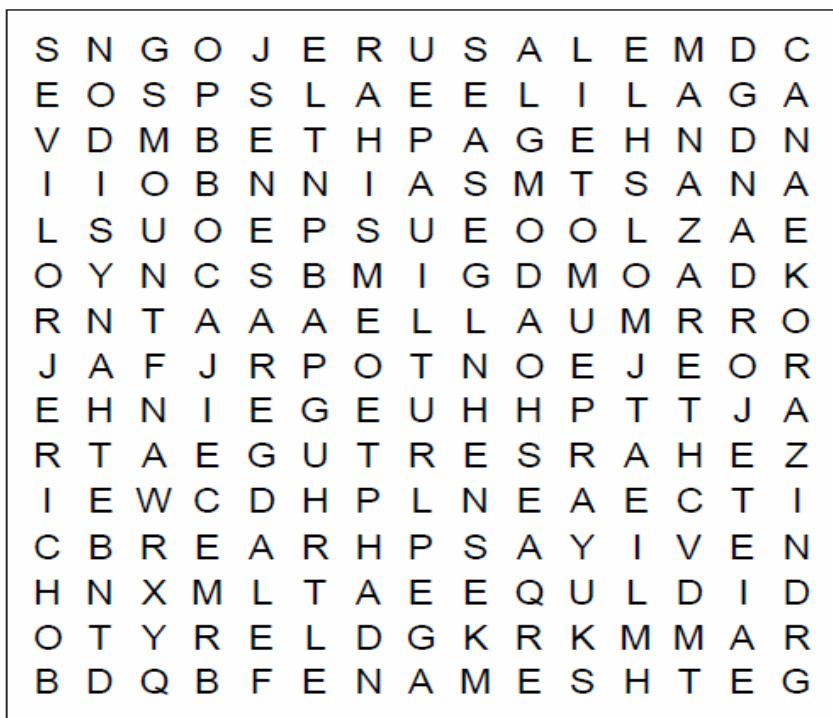 S N G O J E R U S A L E M D C
E O S P S L A E E L I L A G A
V D M B E T H P A G E H N D N
I I O B N N I A S M T S A N A
L S U O E P S U E O O L Z A E
O Y N C S B M I G D M O A D K
R N T A A A E L L A U M R R O
J A F J R P O T N O E J E O R
E H N I E G E U H H P T T J A
R T A E G U T R E S R A H E Z
I E W C D H P L N E A E C T I
C B R E A R H P S A Y I V E N
H N X M L T A E E Q U L D I D
O T Y R E L D G K R K M M A R
B D Q B F E N A M E S H T E G